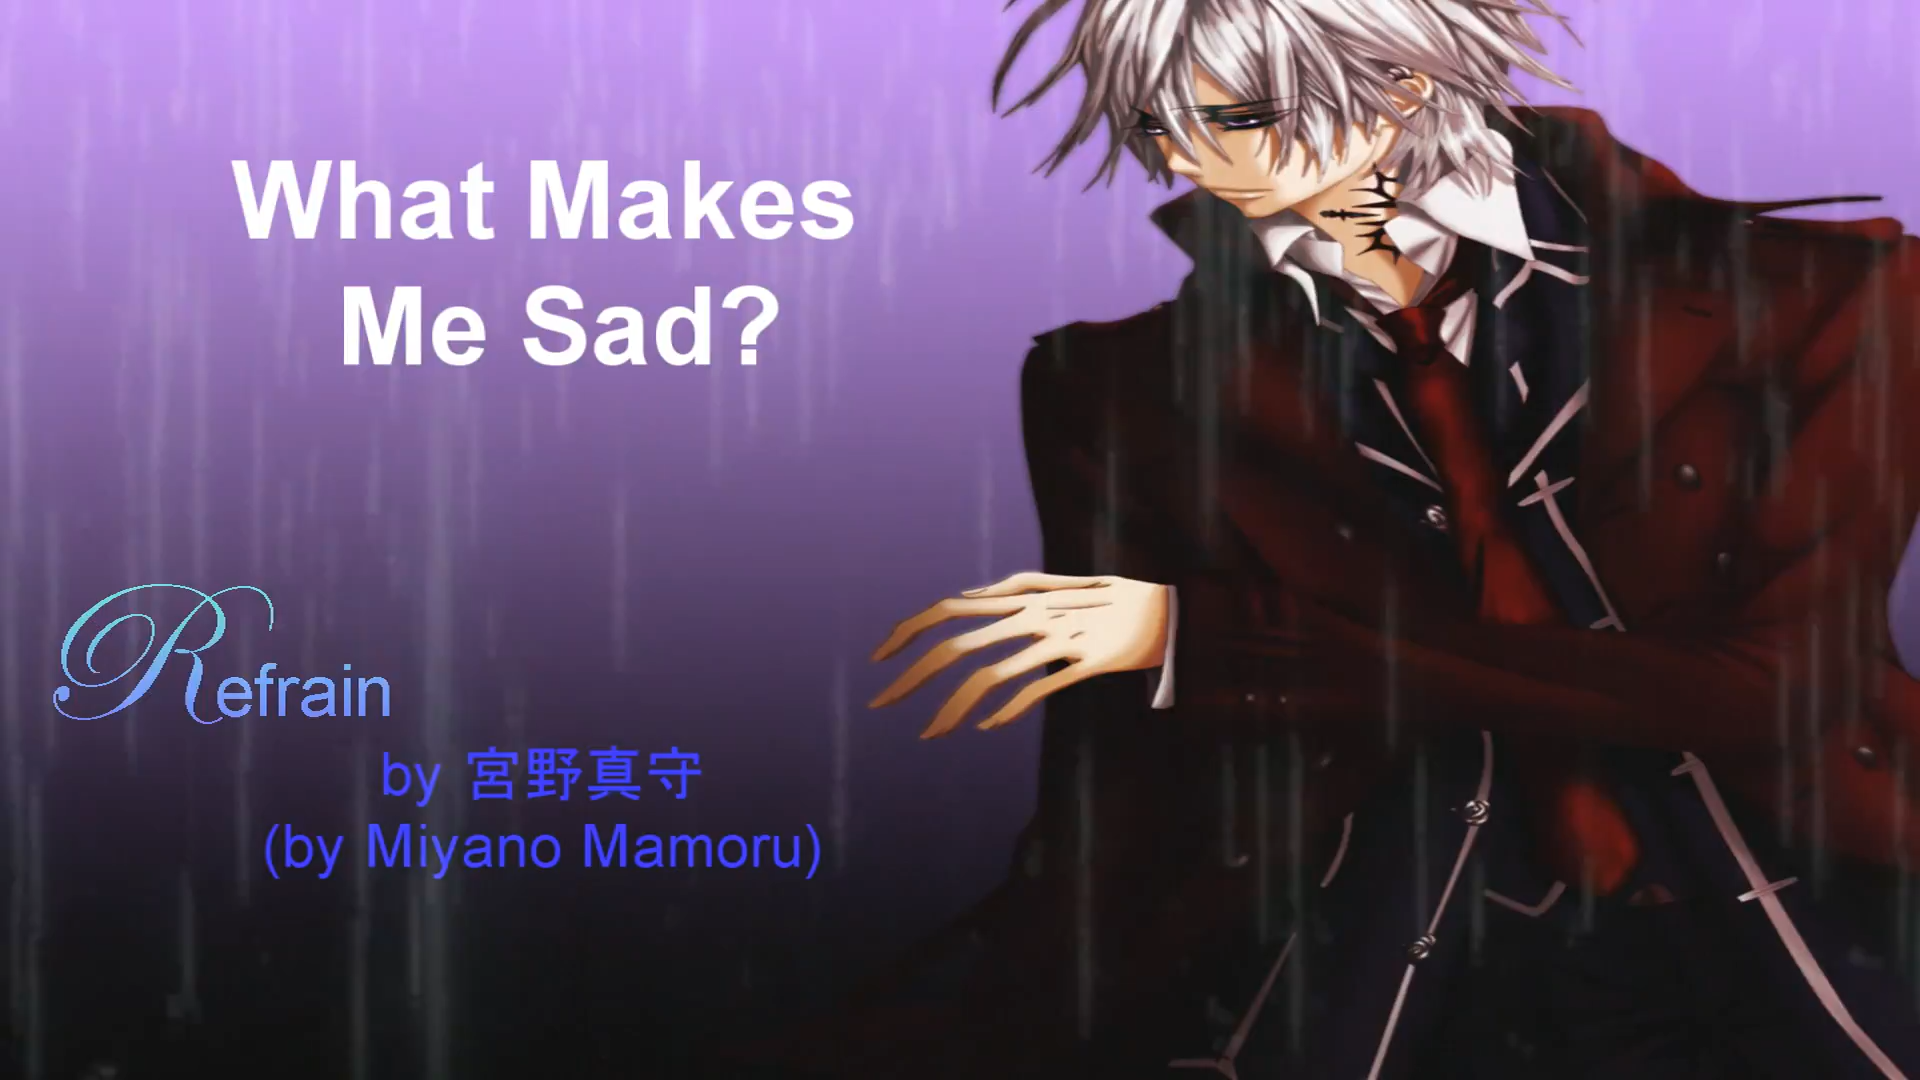 What Makes
Me Sad?
Refrain
by 宮野真守
(by Miyano Mamoru)